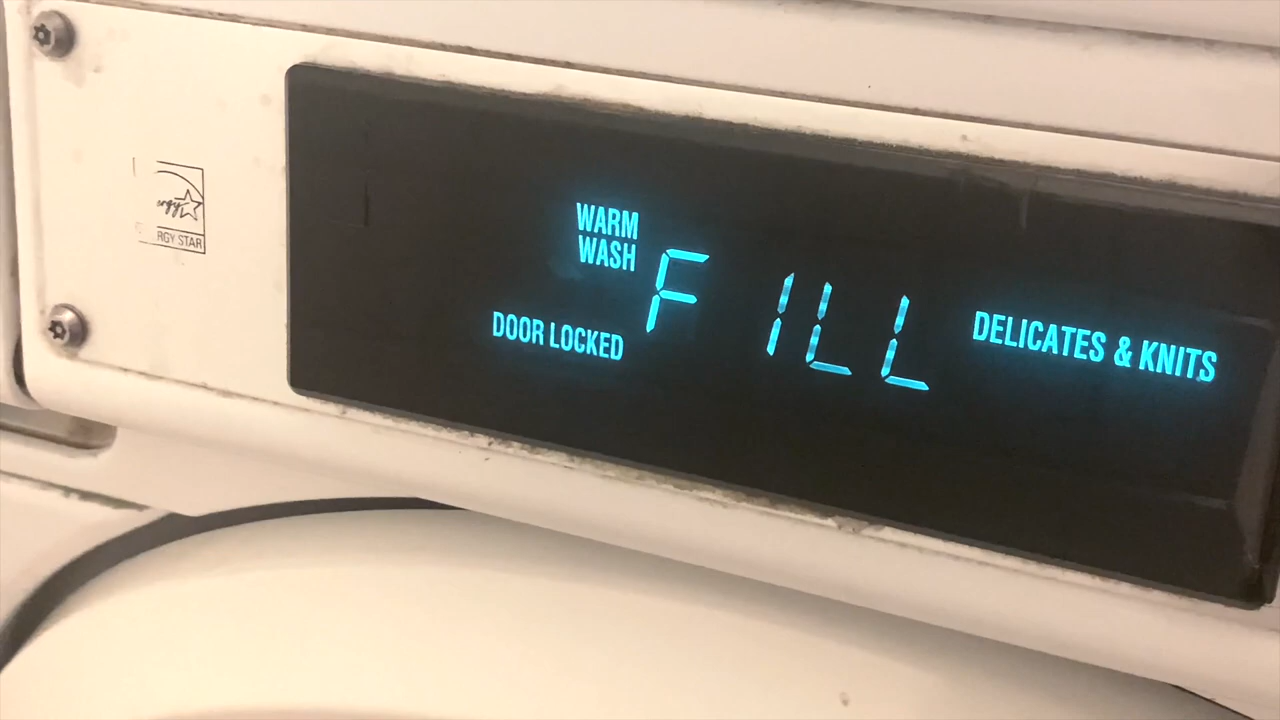 WARM
WASH
FILL
DOOR LOCKED
DELICATES & KNITS
RGY STAR